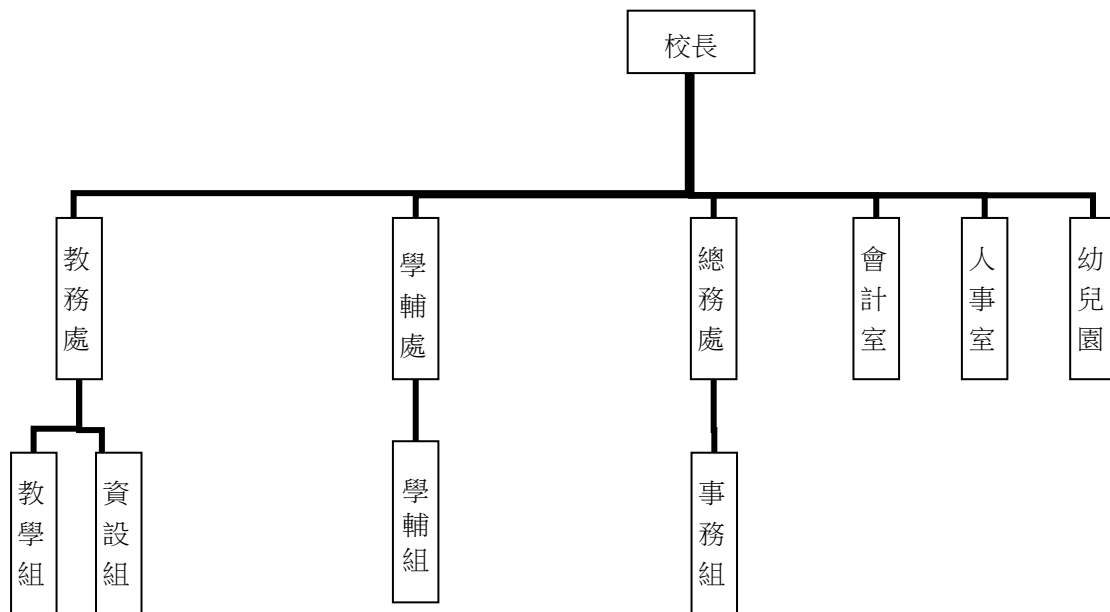 校長
教務處
學輔處
總務處
會計室
人事室
幼兒園
教學組
資設組
學輔組
事務組